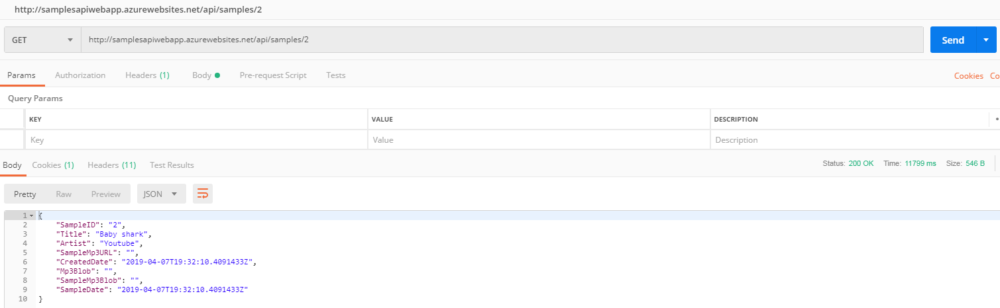 http://samplesapiwebapp.azurewebsites.net/api/samples/2
GET http://samplesapiwebapp.azurewebsites.net/api/samples/2 Send
Params Authorization Headers (1) Body Pre-request Script Tests Cookies Co
Query Params
KEY VALUE DESCRIPTION
Key Value Description
Body Cookies (1) Headers (11) Test Results Status: 200 OK Time: 11799 ms Size: 546 B
Pretty Raw Preview JSON
1 {
2 "SampleID": "2",
3 "Title": "Baby shark",
4 "Artist": "Youtube",
5 "SampleMp3URL": "",
6 "CreatedDate": "2019-04-07T19:32:10.4091433Z",
7 "Mp3Blob": "",
8 "SampleMp3Blob": "",
9 "SampleDate": "2019-04-07T19:32:10.4091433Z"
10 }